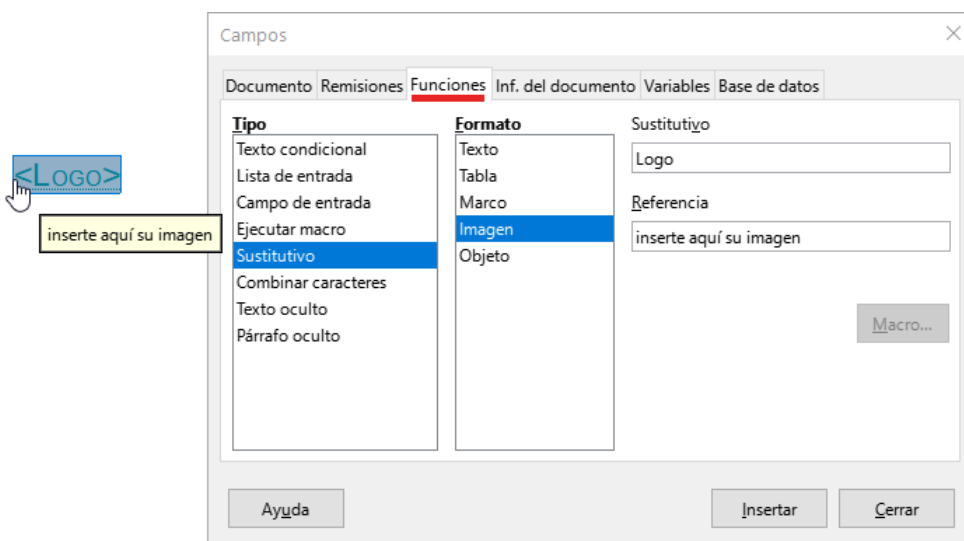 Campos
Documento Remisiones Funciones Inf. del documento Variables Base de datos
Tipo
Texto condicional
Lista de entrada
Campo de entrada
Ejecutar macro
Sustitutivo
Combinar caracteres
Texto oculto
Párrafo oculto
Formato
Texto
Tabla
Marco
Imagen
Objeto
Sustitutivo
Logo
Referencia
inserte aquí su imagen
Macro...
<LOGO>
inserte aquí su imagen
Ayuda
Insertar
Cerrar